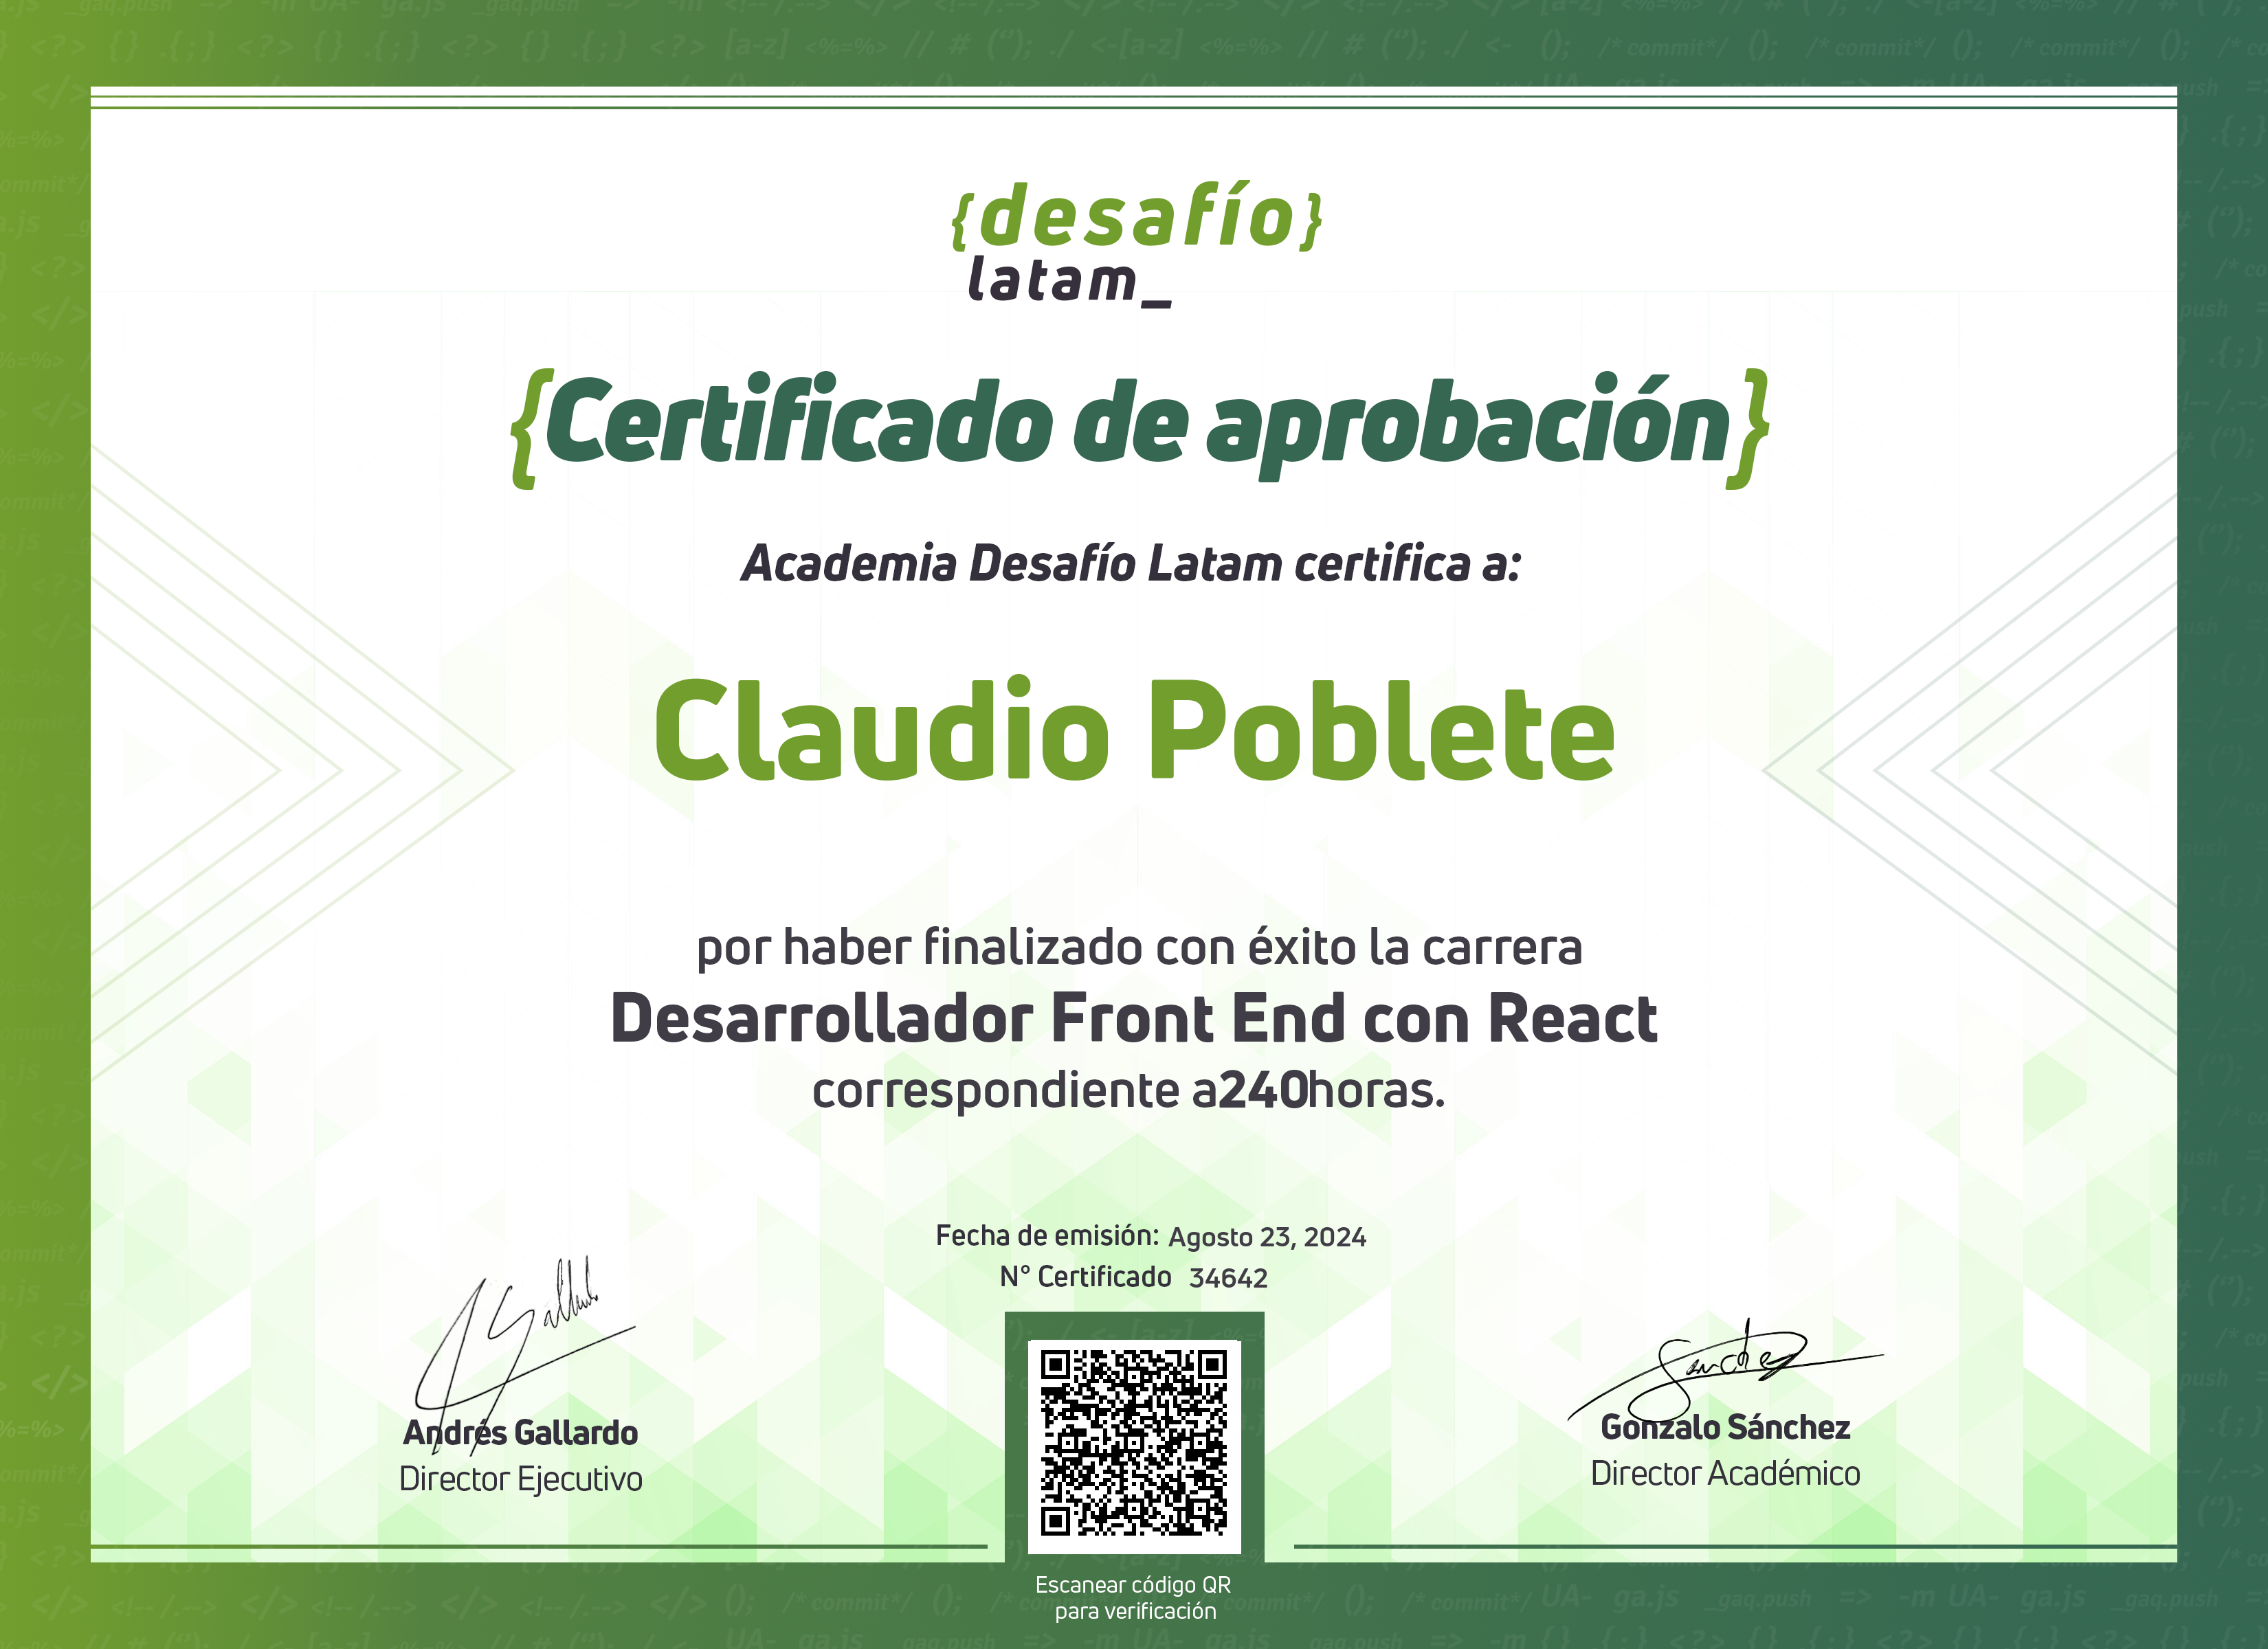 {desafío}
latam_
{Certificado de aprobación}
Academia Desafío Latam certifica a:
Claudio Poblete
por haber finalizado con éxito la carrera
Desarrollador Front End con React
correspondiente a240horas.
Fecha de emisión: Agosto 23, 2024
N° Certificado 34642
Andrés Gallardo
Director Ejecutivo
Gonzalo Sánchez
Director Académico
Escanear código QR
para verificación